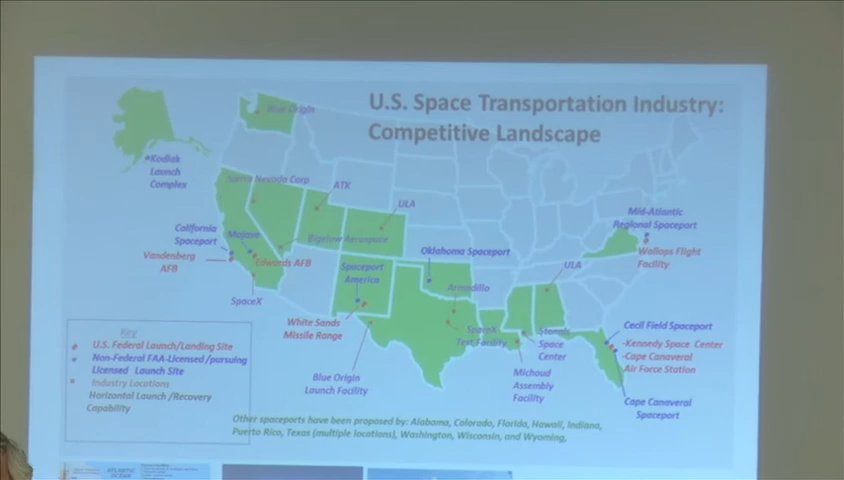 U.S. Space Transportation Industry:
Competitive Landscape
Blue Origin
Kodiak
Launch
Complex
Sierra Nevada Corp
ATK
ULA
Mid-Atlantic
Regional Spaceport
California
Spaceport
Mojave
Bigelow Aerospace
Oklahoma Spaceport
Wallops Flight
Facility
Vandenberg
AFB
Edwards AFB
Spaceport
America
ULA
Armadillo
SpaceX
White Sands
Missile Range
SpaceX
Test Facility
Stennis
Space
Center
Cecil Field Spaceport
-Kennedy Space Center
-Cape Canaveral
Air Force Station
Key
U.S. Federal Launch/Landing Site
Non-Federal FAA-Licensed/pursuing
Licensed Launch Site
Industry Locations
Horizontal Launch/Recovery
Capability
Blue Origin
Launch Facility
Michoud
Assembly
Facility
Cape Canaveral
Spaceport
Other spaceports have been proposed by: Alabama, Colorado, Florida, Hawaii, Indiana,
Puerto Rico, Texas (multiple locations), Washington, Wisconsin, and Wyoming,
ATLANTIC
OCEAN